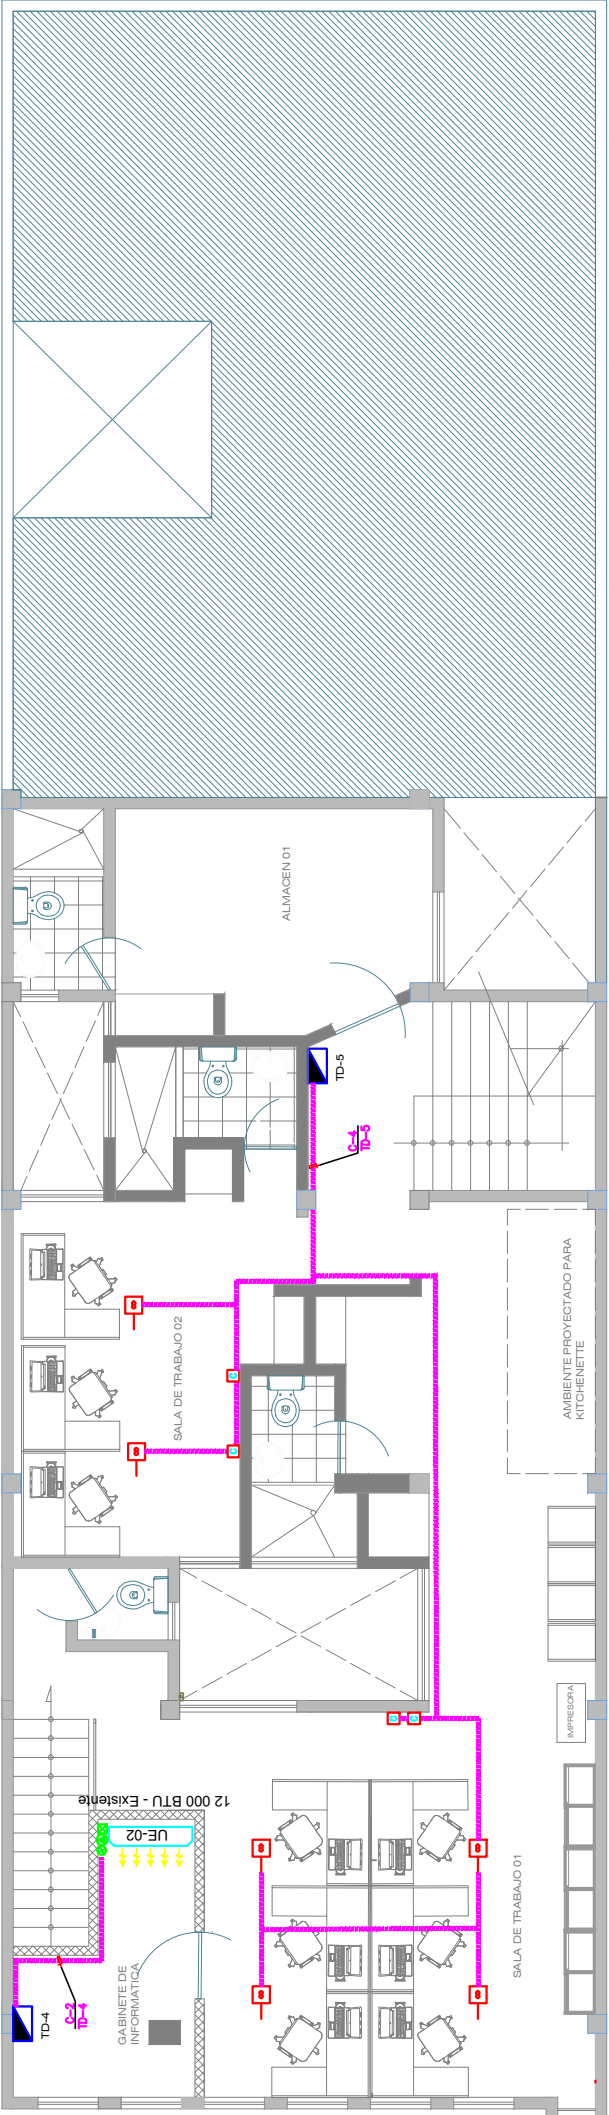 ALMACEN 01
TD-5
C-4
TD-5
AMBIENTE PROYECTADO PARA
KITCHENETTE
SALA DE TRABAJO 02
C
C
IMPRESORA
C
C
12 000 BTU - Existente
UE-02
SALA DE TRABAJO 01
GABINETE DE
INFORMATICA
C-2
TD-4
TD-4